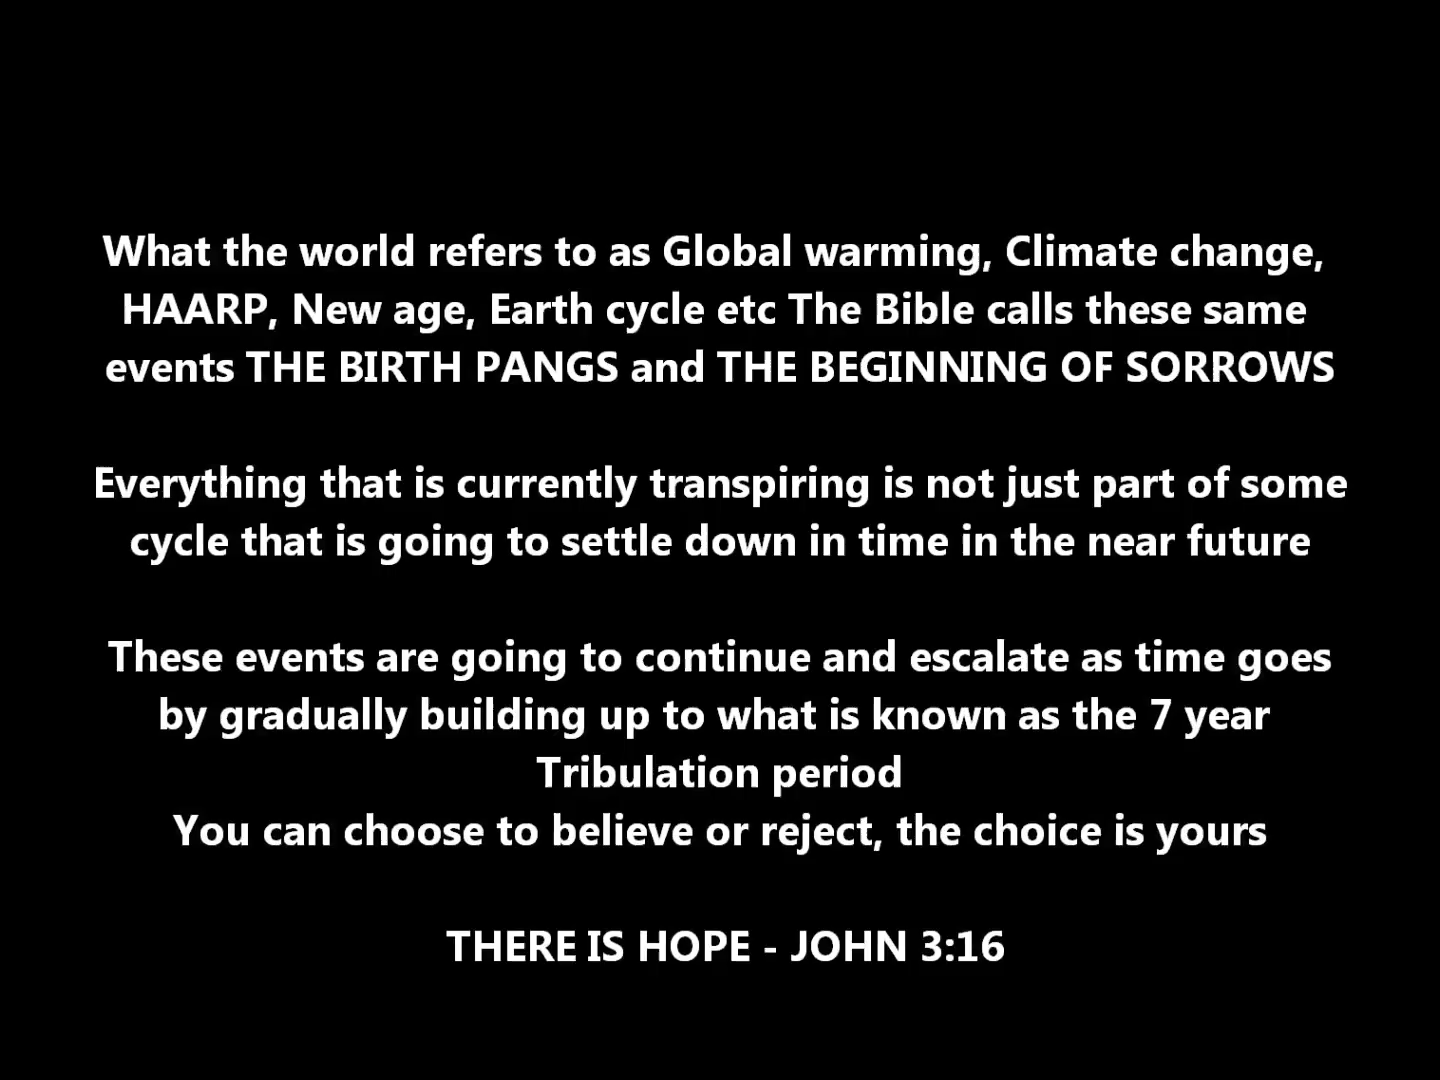 What the world refers to as Global warming, Climate change,
HAARP, New age, Earth cycle etc The Bible calls these same
events THE BIRTH PANGS and THE BEGINNING OF SORROWS
Everything that is currently transpiring is not just part of some
cycle that is going to settle down in time in the near future
These events are going to continue and escalate as time goes
by gradually building up to what is known as the 7 year
Tribulation period
You can choose to believe or reject, the choice is yours
THERE IS HOPE - JOHN 3:16